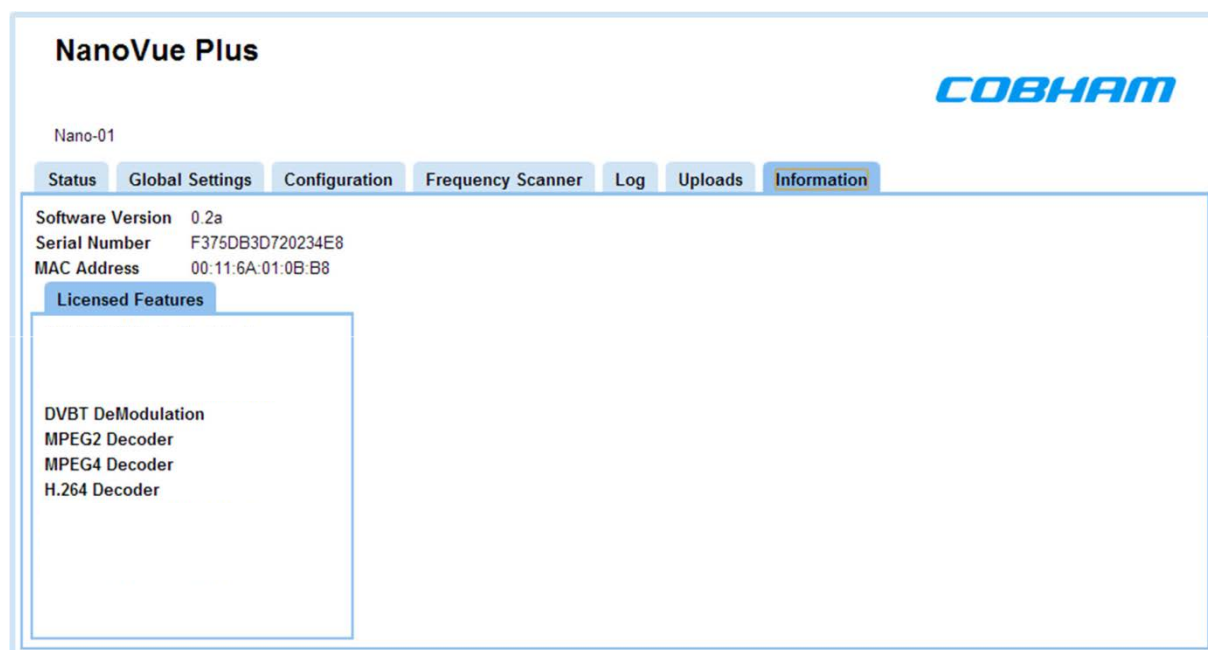 NanoVue Plus
COBHAM
Nano-01
Status Global Settings Configuration Frequency Scanner Log Uploads Information
Software Version 0.2a
Serial Number F375DB3D720234E8
MAC Address 00:11:6A:01:0B:B8
Licensed Features
DVBT DeModulation
MPEG2 Decoder
MPEG4 Decoder
H.264 Decoder